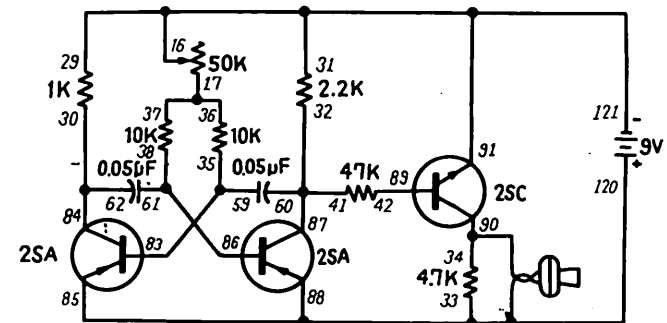 16
29
50K
31
1K
17
2.2K
121 -
30
37 36
32
9V
10K 10K
+
38
120
35
47K
91
-
0.05µF 0.05µF
89
2SC
62 61 59 60 41 42
90
84 87
83 86
34
2SA 2SA
4.7K
33
85 88